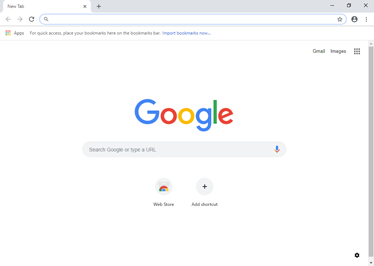 New Tab
Apps For quick access, place your bookmarks here on the bookmarks bar. Import bookmarks now...
Gmail Images
Google
Search Google or type a URL
Web Store Add shortcut